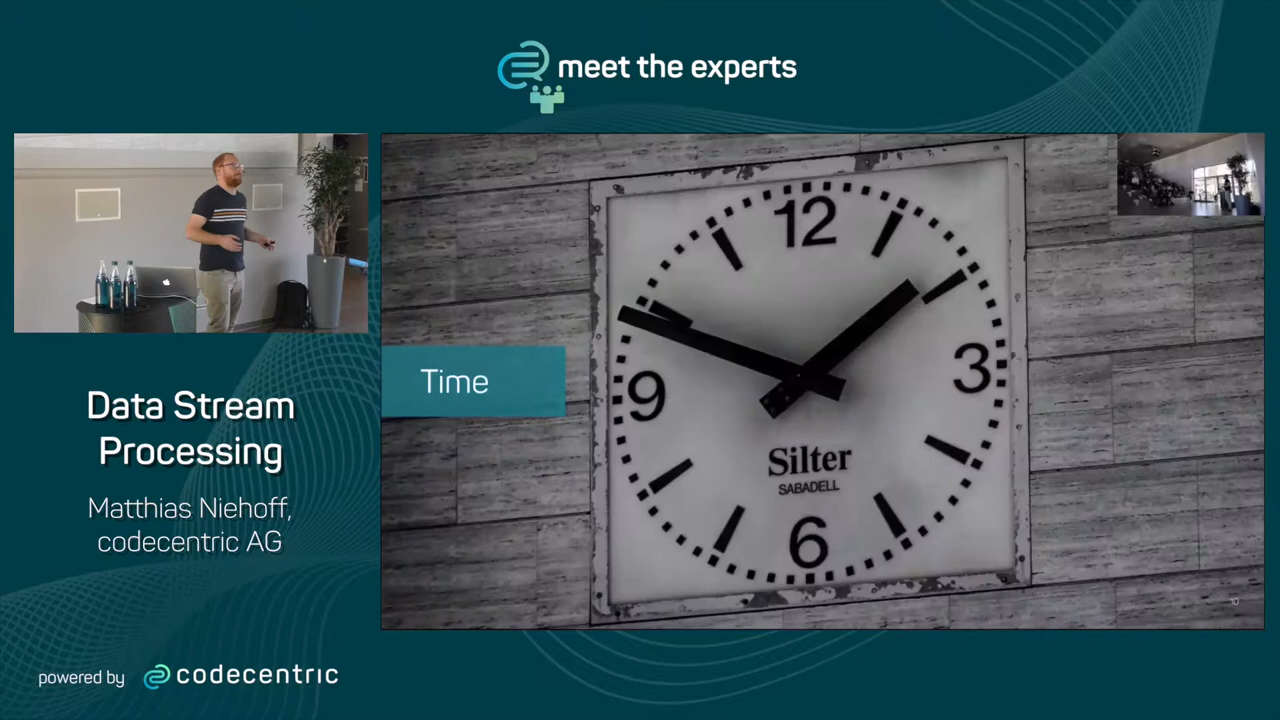 meet the experts
Data Stream
Processing
Matthias Niehoff,
codecentric AG
powered by codecentric
Time
12
3
9
6
Silter
SABADELL
10